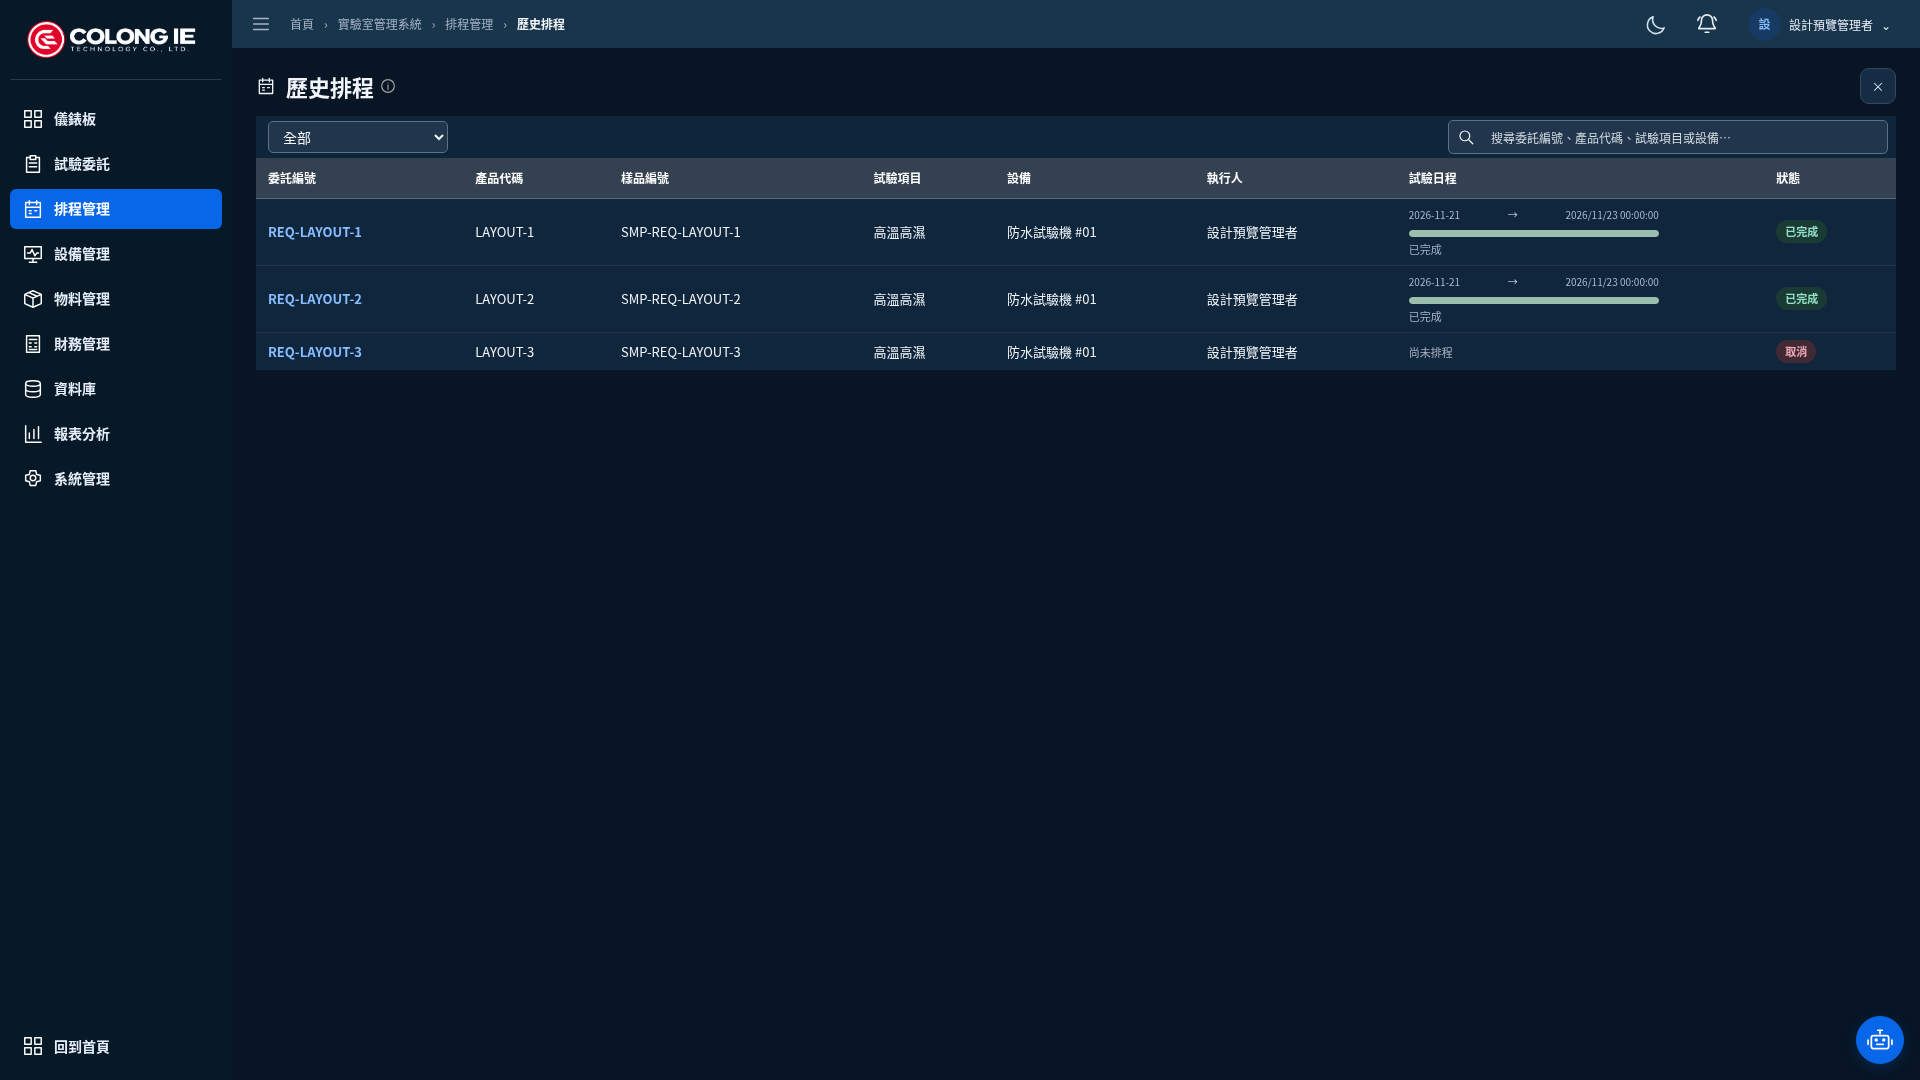 COLONG IE
TECHNOLOGY CO., LTD.
儀錶板
試驗委託
排程管理
設備管理
物料管理
財務管理
資料庫
報表分析
系統管理
回到首頁
首頁 › 實驗室管理系統 › 排程管理 › 歷史排程
設 設計預覽管理者
歷史排程
全部
搜尋委託編號、產品代碼、試驗項目或設備…
委託編號 產品代碼 樣品編號 試驗項目 設備 執行人 試驗日程 狀態
REQ-LAYOUT-1 LAYOUT-1 SMP-REQ-LAYOUT-1 高溫高濕 防水試驗機 #01 設計預覽管理者 2026-11-21 → 2026/11/23 00:00:00 已完成 已完成
REQ-LAYOUT-2 LAYOUT-2 SMP-REQ-LAYOUT-2 高溫高濕 防水試驗機 #01 設計預覽管理者 2026-11-21 → 2026/11/23 00:00:00 已完成 已完成
REQ-LAYOUT-3 LAYOUT-3 SMP-REQ-LAYOUT-3 高溫高濕 防水試驗機 #01 設計預覽管理者 尚未排程 取消